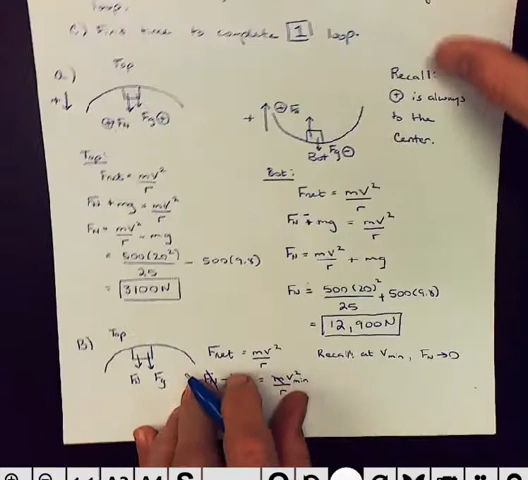 loop.
C) Find time to complete 1 loop.
a)
Top
+
⊕ FN Fg ⊕
+
⊕ FN
Bot Fg ⊖
Recall:
⊕ is always
to the
Center.
Top:
Fnet = mv²/r
FN + mg = mv²/r
FN = mv²/r - mg
= 500(20²)/25 - 500(9.8)
= 3100N
Bot:
Fnet = mv²/r
FN - mg = mv²/r
FN = mv²/r + mg
FN = 500(20)²/25 + 500(9.8)
= 12,900N
B)
Top
FN Fg
Fnet = mv²/r
= mv²min/r
Recall: at Vmin, FN→0